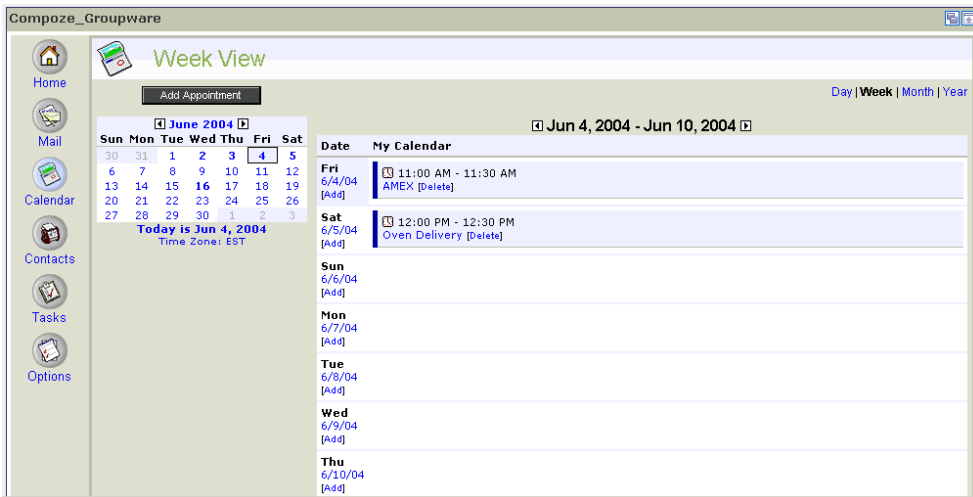 Compoze_Groupware
Home
Mail
Calendar
Contacts
Tasks
Options
Week View
Add Appointment
Day | Week | Month | Year
June 2004
Sun Mon Tue Wed Thu Fri Sat
30 31 1 2 3 4 5
6 7 8 9 10 11 12
13 14 15 16 17 18 19
20 21 22 23 24 25 26
27 28 29 30 1 2 3
Today is Jun 4, 2004
Time Zone: EST
Jun 4, 2004 - Jun 10, 2004
Date My Calendar
Fri
6/4/04
[Add]
11:00 AM - 11:30 AM
AMEX [Delete]
Sat
6/5/04
[Add]
12:00 PM - 12:30 PM
Oven Delivery [Delete]
Sun
6/6/04
[Add]
Mon
6/7/04
[Add]
Tue
6/8/04
[Add]
Wed
6/9/04
[Add]
Thu
6/10/04
[Add]